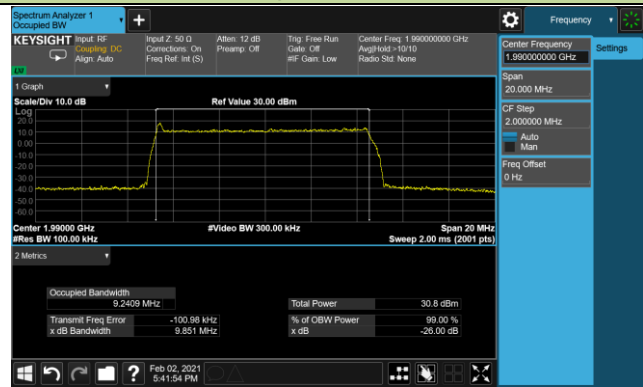 Spectrum Analyzer 1
Occupied BW
Frequency
KEYSIGHT
Input: RF
Coupling: DC
Align: Auto
Input Z: 50 Ω
Corrections: On
Freq Ref: Int (S)
Atten: 12 dB
Preamp: Off
Trig: Free Run
Gate: Off
#IF Gain: Low
Center Freq: 1.990000000 GHz
Avg|Hold:>10/10
Radio Std: None
Center Frequency
1.990000000 GHz
Settings
Span
20.000 MHz
CF Step
2.000000 MHz
Auto
Man
Freq Offset
0 Hz
1 Graph
Scale/Div 10.0 dB
Ref Value 30.00 dBm
Log
20.0
10.0
0.00
-10.0
-20.0
-30.0
-40.0
-50.0
-60.0
Center 1.99000 GHz
#Video BW 300.00 kHz
Span 20 MHz
#Res BW 100.00 kHz
Sweep 2.00 ms (2001 pts)
2 Metrics
Occupied Bandwidth
9.2409 MHz
Total Power
30.8 dBm
Transmit Freq Error
-100.98 kHz
% of OBW Power
99.00 %
x dB Bandwidth
9.851 MHz
x dB
-26.00 dB
?
Feb 02, 2021
5:41:54 PM